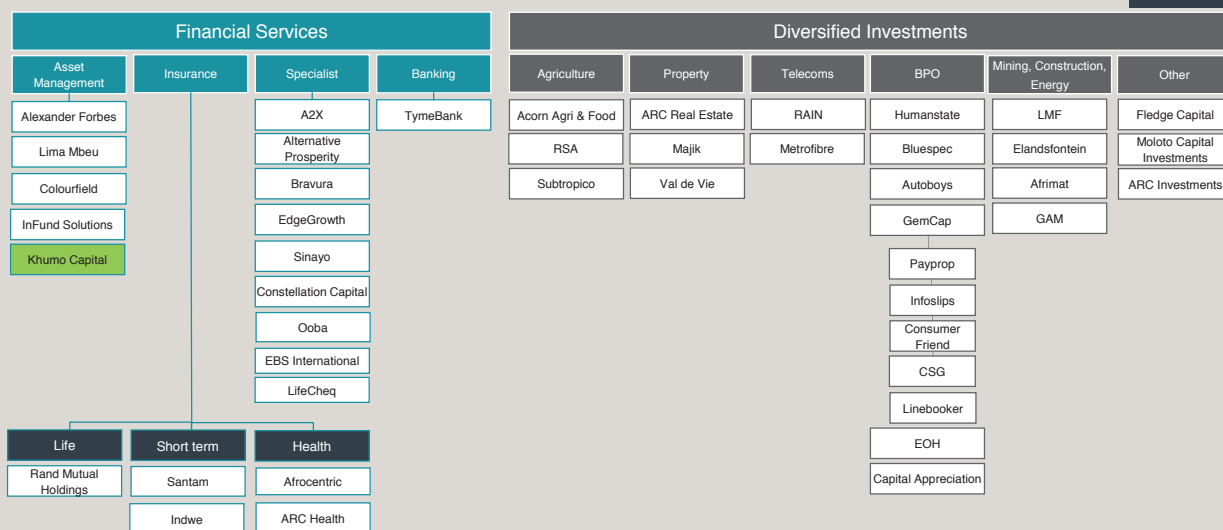 Financial Services
Diversified Investments
Asset
Management
Insurance
Specialist
Banking
Agriculture
Property
Telecoms
BPO
Mining, Construction,
Energy
Other
Alexander Forbes
Lima Mbeu
Colourfield
InFund Solutions
Khumo Capital
A2X
Alternative
Prosperity
Bravura
EdgeGrowth
Sinayo
Constellation Capital
Ooba
EBS International
LifeCheq
TymeBank
Acorn Agri & Food
RSA
Subtropico
ARC Real Estate
Majik
Val de Vie
RAIN
Metrofibre
Humanstate
Bluespec
Autoboys
GemCap
Payprop
Infoslips
Consumer
Friend
CSG
Linebooker
EOH
Capital Appreciation
LMF
Elandsfontein
Afrimat
GAM
Fledge Capital
Moloto Capital
Investments
ARC Investments
Life
Rand Mutual
Holdings
Short term
Santam
Indwe
Health
Afrocentric
ARC Health